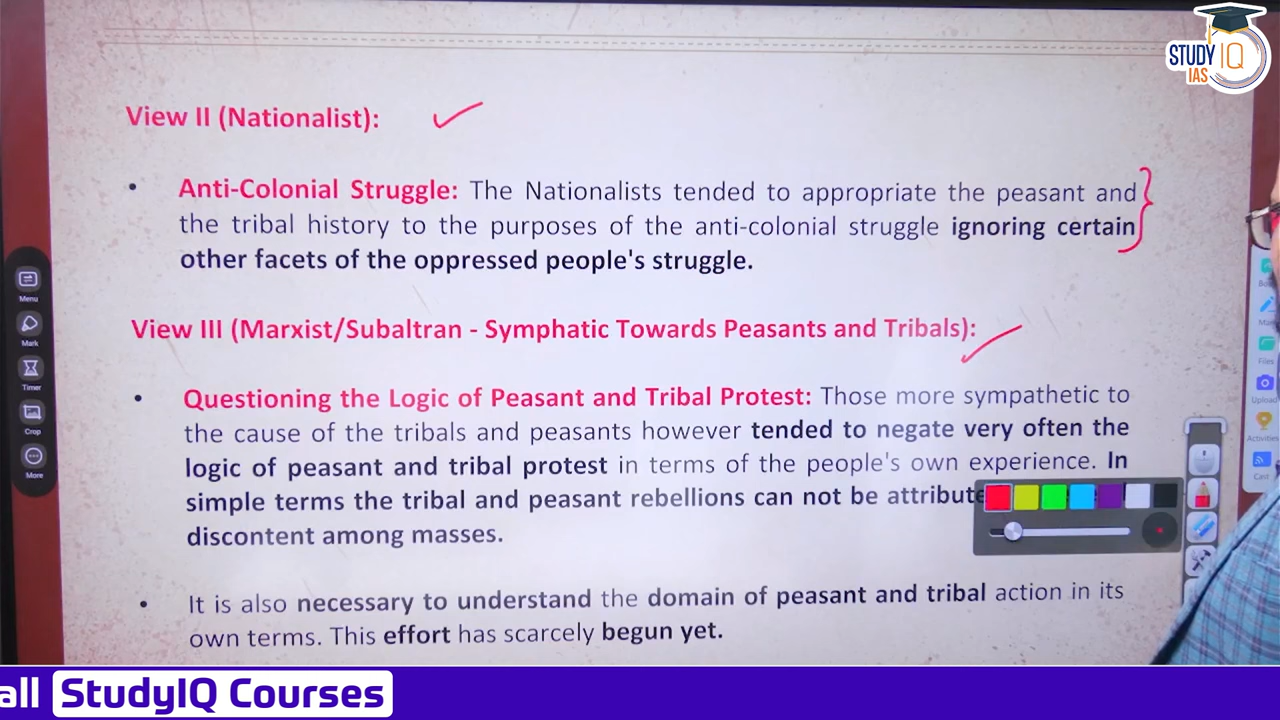 STUDY IQ
IAS
View II (Nationalist):
• Anti-Colonial Struggle: The Nationalists tended to appropriate the peasant and
the tribal history to the purposes of the anti-colonial struggle ignoring certain
other facets of the oppressed people's struggle.
View III (Marxist/Subaltran - Symphatic Towards Peasants and Tribals):
• Questioning the Logic of Peasant and Tribal Protest: Those more sympathetic to
the cause of the tribals and peasants however tended to negate very often the
logic of peasant and tribal protest in terms of the people's own experience. In
simple terms the tribal and peasant rebellions can not be attribute
discontent among masses.
• It is also necessary to understand the domain of peasant and tribal action in its
own terms. This effort has scarcely begun yet.
Menu
Mark
Timer
Crop
More
Files
Upload
Activities
Cast
all StudyIQ Courses